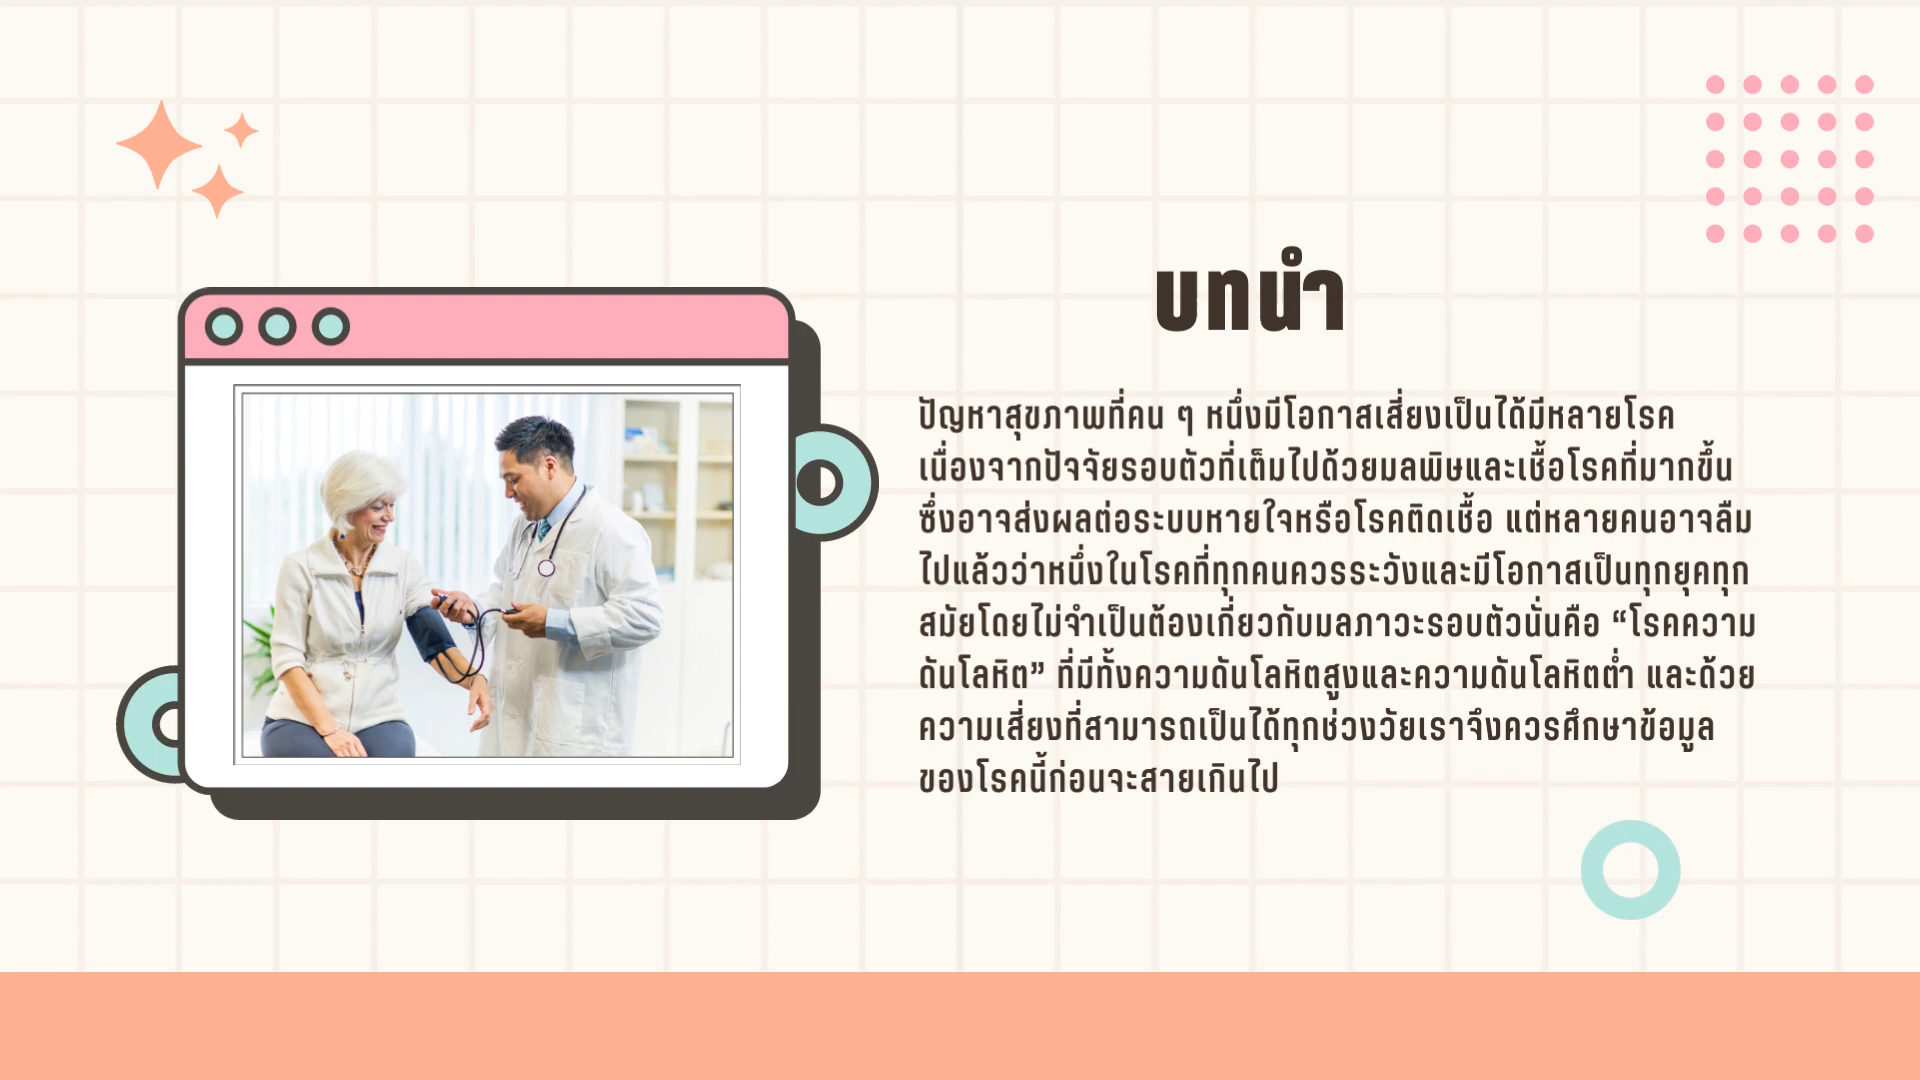 บทนำ
ปัญหาสุขภาพที่คน ๆ หนึ่งมีโอกาสเสี่ยงเป็นได้มีหลายโรค
เนื่องจากปัจจัยรอบตัวที่เต็มไปด้วยมลพิษและเชื้อโรคที่มากขึ้น
ซึ่งอาจส่งผลต่อระบบหายใจหรือโรคติดเชื้อ แต่หลายคนอาจลืม
ไปแล้วว่าหนึ่งในโรคที่ทุกคนควรระวังและมีโอกาสเป็นทุกยุคทุก
สมัยโดยไม่จำเป็นต้องเกี่ยวกับมลภาวะรอบตัวนั่นคือ “โรคความ
ดันโลหิต” ที่มีทั้งความดันโลหิตสูงและความดันโลหิตต่ำ และด้วย
ความเสี่ยงที่สามารถเป็นได้ทุกช่วงวัยเราจึงควรศึกษาข้อมูล
ของโรคนี้ก่อนจะสายเกินไป